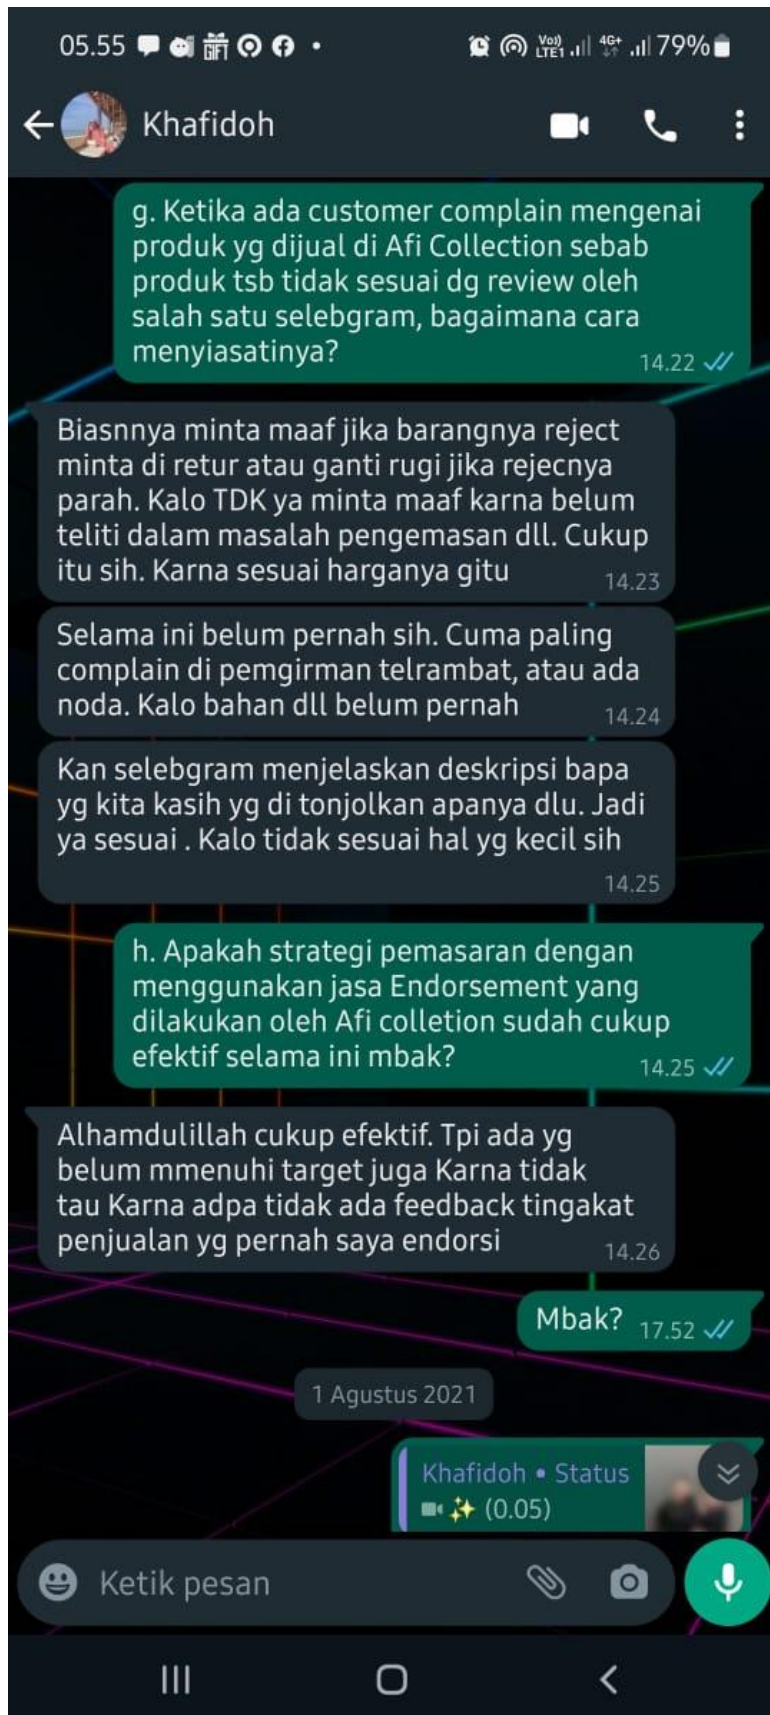 05.55
GIFT
Vo))
LTE1
4G+
79%
Khafidoh
g. Ketika ada customer complain mengenai
produk yg dijual di Afi Collection sebab
produk tsb tidak sesuai dg review oleh
salah satu selebgram, bagaimana cara
menyiasatinya?
14.22
Biasnnya minta maaf jika barangnya reject
minta di retur atau ganti rugi jika rejecnya
parah. Kalo TDK ya minta maaf karna belum
teliti dalam masalah pengemasan dll. Cukup
itu sih. Karna sesuai harganya gitu
14.23
Selama ini belum pernah sih. Cuma paling
complain di pemgirman telrambat, atau ada
noda. Kalo bahan dll belum pernah
14.24
Kan selebgram menjelaskan deskripsi bapa
yg kita kasih yg di tonjolkan apanya dlu. Jadi
ya sesuai . Kalo tidak sesuai hal yg kecil sih
14.25
h. Apakah strategi pemasaran dengan
menggunakan jasa Endorsement yang
dilakukan oleh Afi colletion sudah cukup
efektif selama ini mbak?
14.25
Alhamdulillah cukup efektif. Tpi ada yg
belum mmenuhi target juga Karna tidak
tau Karna adpa tidak ada feedback tingakat
penjualan yg pernah saya endorsi
14.26
Mbak?
17.52
1 Agustus 2021
Khafidoh • Status
(0.05)
Ketik pesan